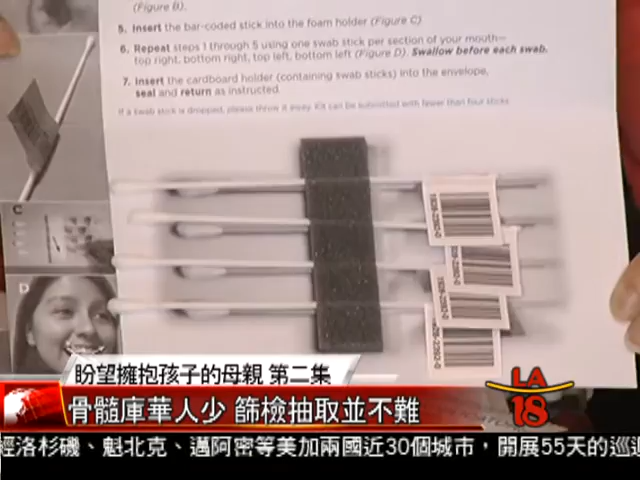 (Figure B).
5. Insert the bar-coded stick into the foam holder (Figure C)
6. Repeat steps 1 through 5 using one swab stick per section of your mouth—
top right, bottom right, top left, bottom left (Figure D). Swallow before each swab.
7. Insert the cardboard holder (containing swab sticks) into the envelope,
seal and return as instructed.
If a swab stick is dropped, please throw it away. Kit can be submitted with fewer than four sticks.
C
D
盼望擁抱孩子的母親 第二集
骨髓庫華人少 篩檢抽取並不難
LA
18
經洛杉磯、魁北克、邁阿密等美加兩國近30個城市，開展55天的巡迴